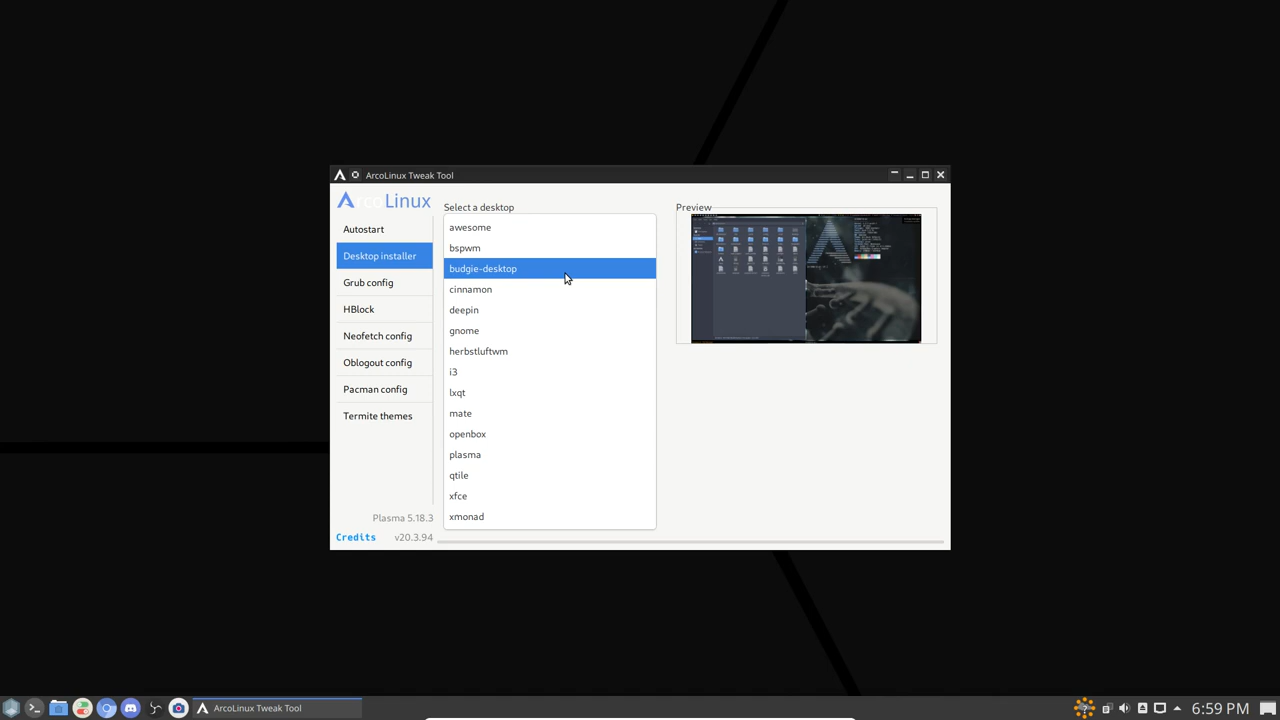 ArcoLinux Tweak Tool
ArcoLinux
Select a desktop
Preview
Autostart
Desktop installer
Grub config
HBlock
Neofetch config
Oblogout config
Pacman config
Termite themes
awesome
bspwm
budgie-desktop
cinnamon
deepin
gnome
herbstluftwm
i3
lxqt
mate
openbox
plasma
qtile
xfce
xmonad
Plasma 5.18.3
Credits
v20.3.94
ArcoLinux Tweak Tool
6:59 PM